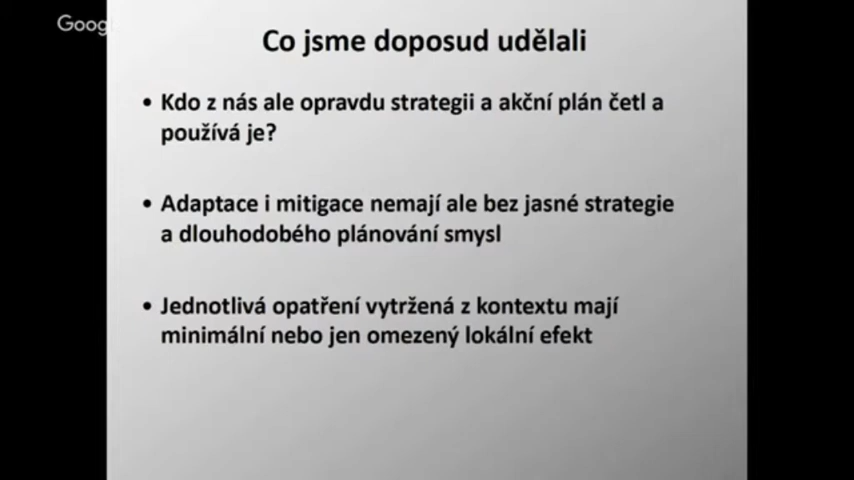 Goog
Co jsme doposud udělali
• Kdo z nás ale opravdu strategii a akční plán četl a
používá je?
• Adaptace i mitigace nemají ale bez jasné strategie
a dlouhodobého plánování smysl
• Jednotlivá opatření vytržená z kontextu mají
minimální nebo jen omezený lokální efekt